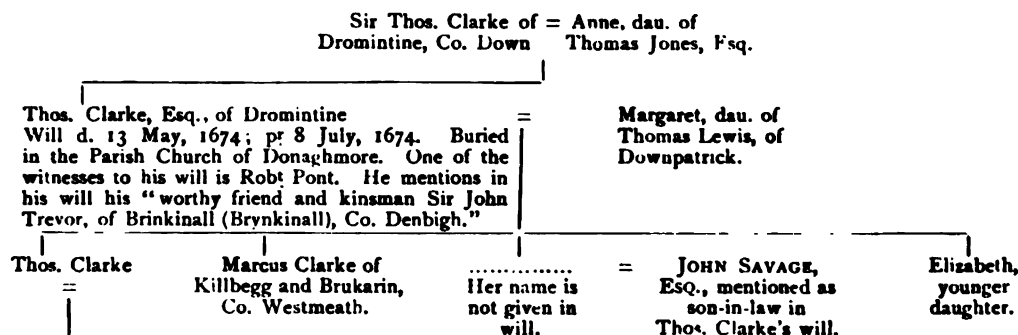 Sir Thos. Clarke of = Anne, dau. of
Dromintine, Co. Down Thomas Jones, Esq.
Thos. Clarke, Esq., of Dromintine
Will d. 13 May, 1674; pr 8 July, 1674. Buried
in the Parish Church of Donaghmore. One of the
witnesses to his will is Robt Pont. He mentions in
his will his "worthy friend and kinsman Sir John
Trevor, of Brinkinall (Brynkinall), Co. Denbigh."
=
Margaret, dau. of
Thomas Lewis, of
Downpatrick.
Thos. Clarke
=
Marcus Clarke of
Killbegg and Brukarin,
Co. Westmeath.
..............
Her name is
not given in
will.
=
JOHN SAVAGE,
ESQ., mentioned as
son-in-law in
Thos. Clarke's will.
Elizabeth,
younger
daughter.